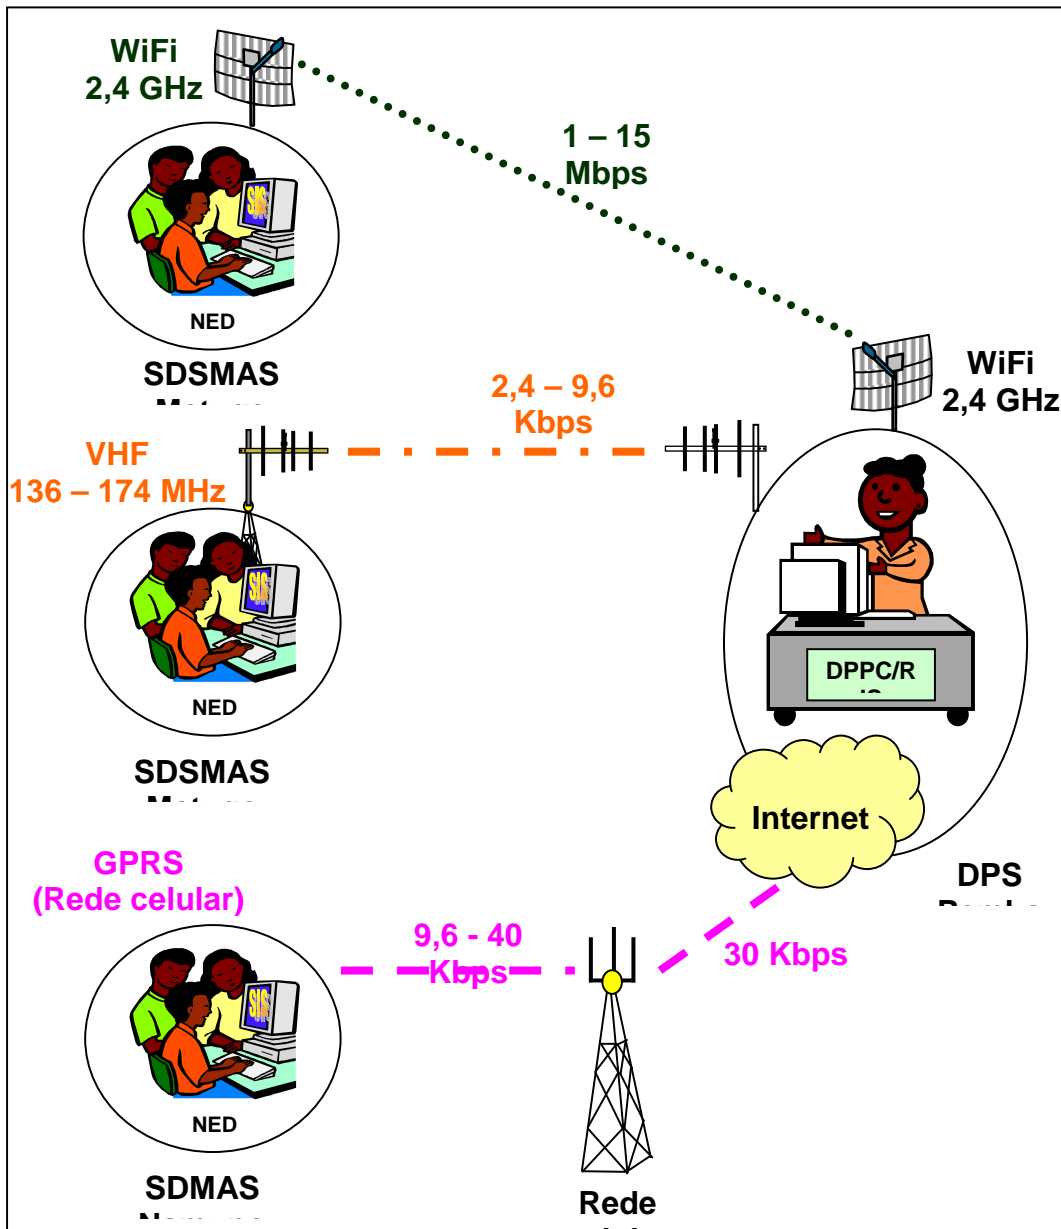 WiFi
2,4 GHz
1 – 15
Mbps
NED
SDSMAS
WiFi
2,4 GHz
2,4 – 9,6
Kbps
VHF
136 – 174 MHz
NED
SDSMAS
DPPC/R
Internet
DPS
GPRS
(Rede celular)
9,6 - 40
Kbps
30 Kbps
NED
SDMAS
Rede